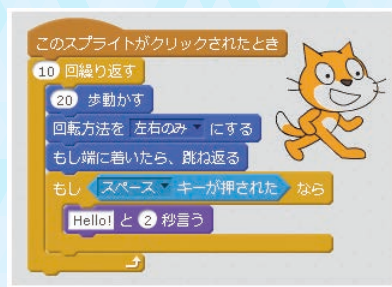 このスプライトがクリックされたとき
10 回繰り返す
20 歩動かす
回転方法を 左右のみ にする
もし端に着いたら、跳ね返る
もし スペース キーが押された なら
Hello! と 2 秒言う